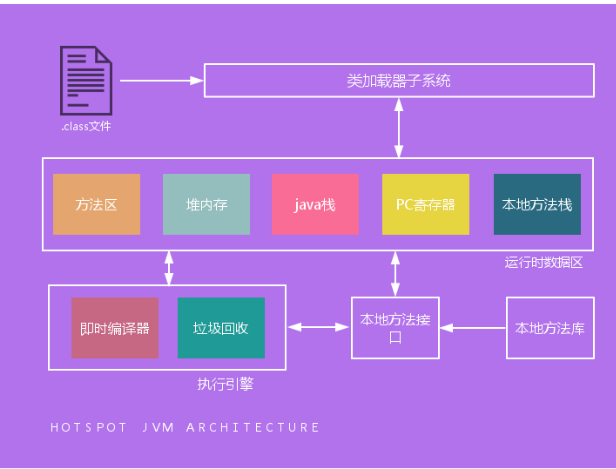 类加载器子系统
.class文件
方法区
堆内存
java栈
PC寄存器
本地方法栈
运行时数据区
即时编译器
垃圾回收
本地方法接
口
本地方法库
执行引擎
HOTSPOT JVM ARCHITECTURE